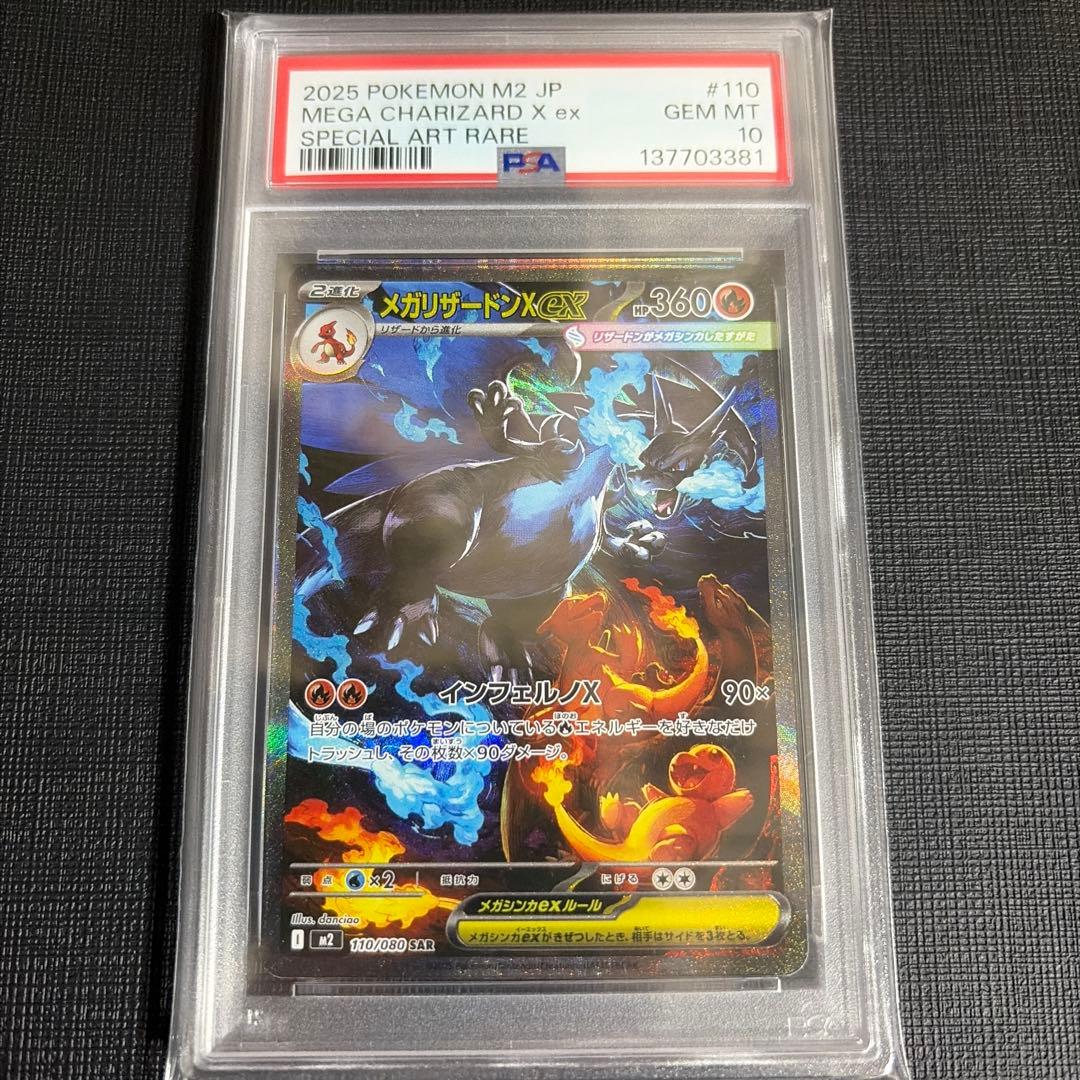 2025 POKEMON M2 JP #110
MEGA CHARIZARD X ex GEM MT
SPECIAL ART RARE 10
PSA 137703381
2進化 メガリザードンXex HP360
リザードから進化
リザードンがメガシンカしたすがた
インフェルノX 90×
自分の場のポケモンについている エネルギーを好きなだけ
トラッシュし、その枚数×90ダメージ。
弱点 ×2 抵抗力 にげる
メガシンカexルール
メガシンカexがきぜつしたとき、相手はサイドを3枚とる。
Illus. danciao
I m2 110/080 SAR